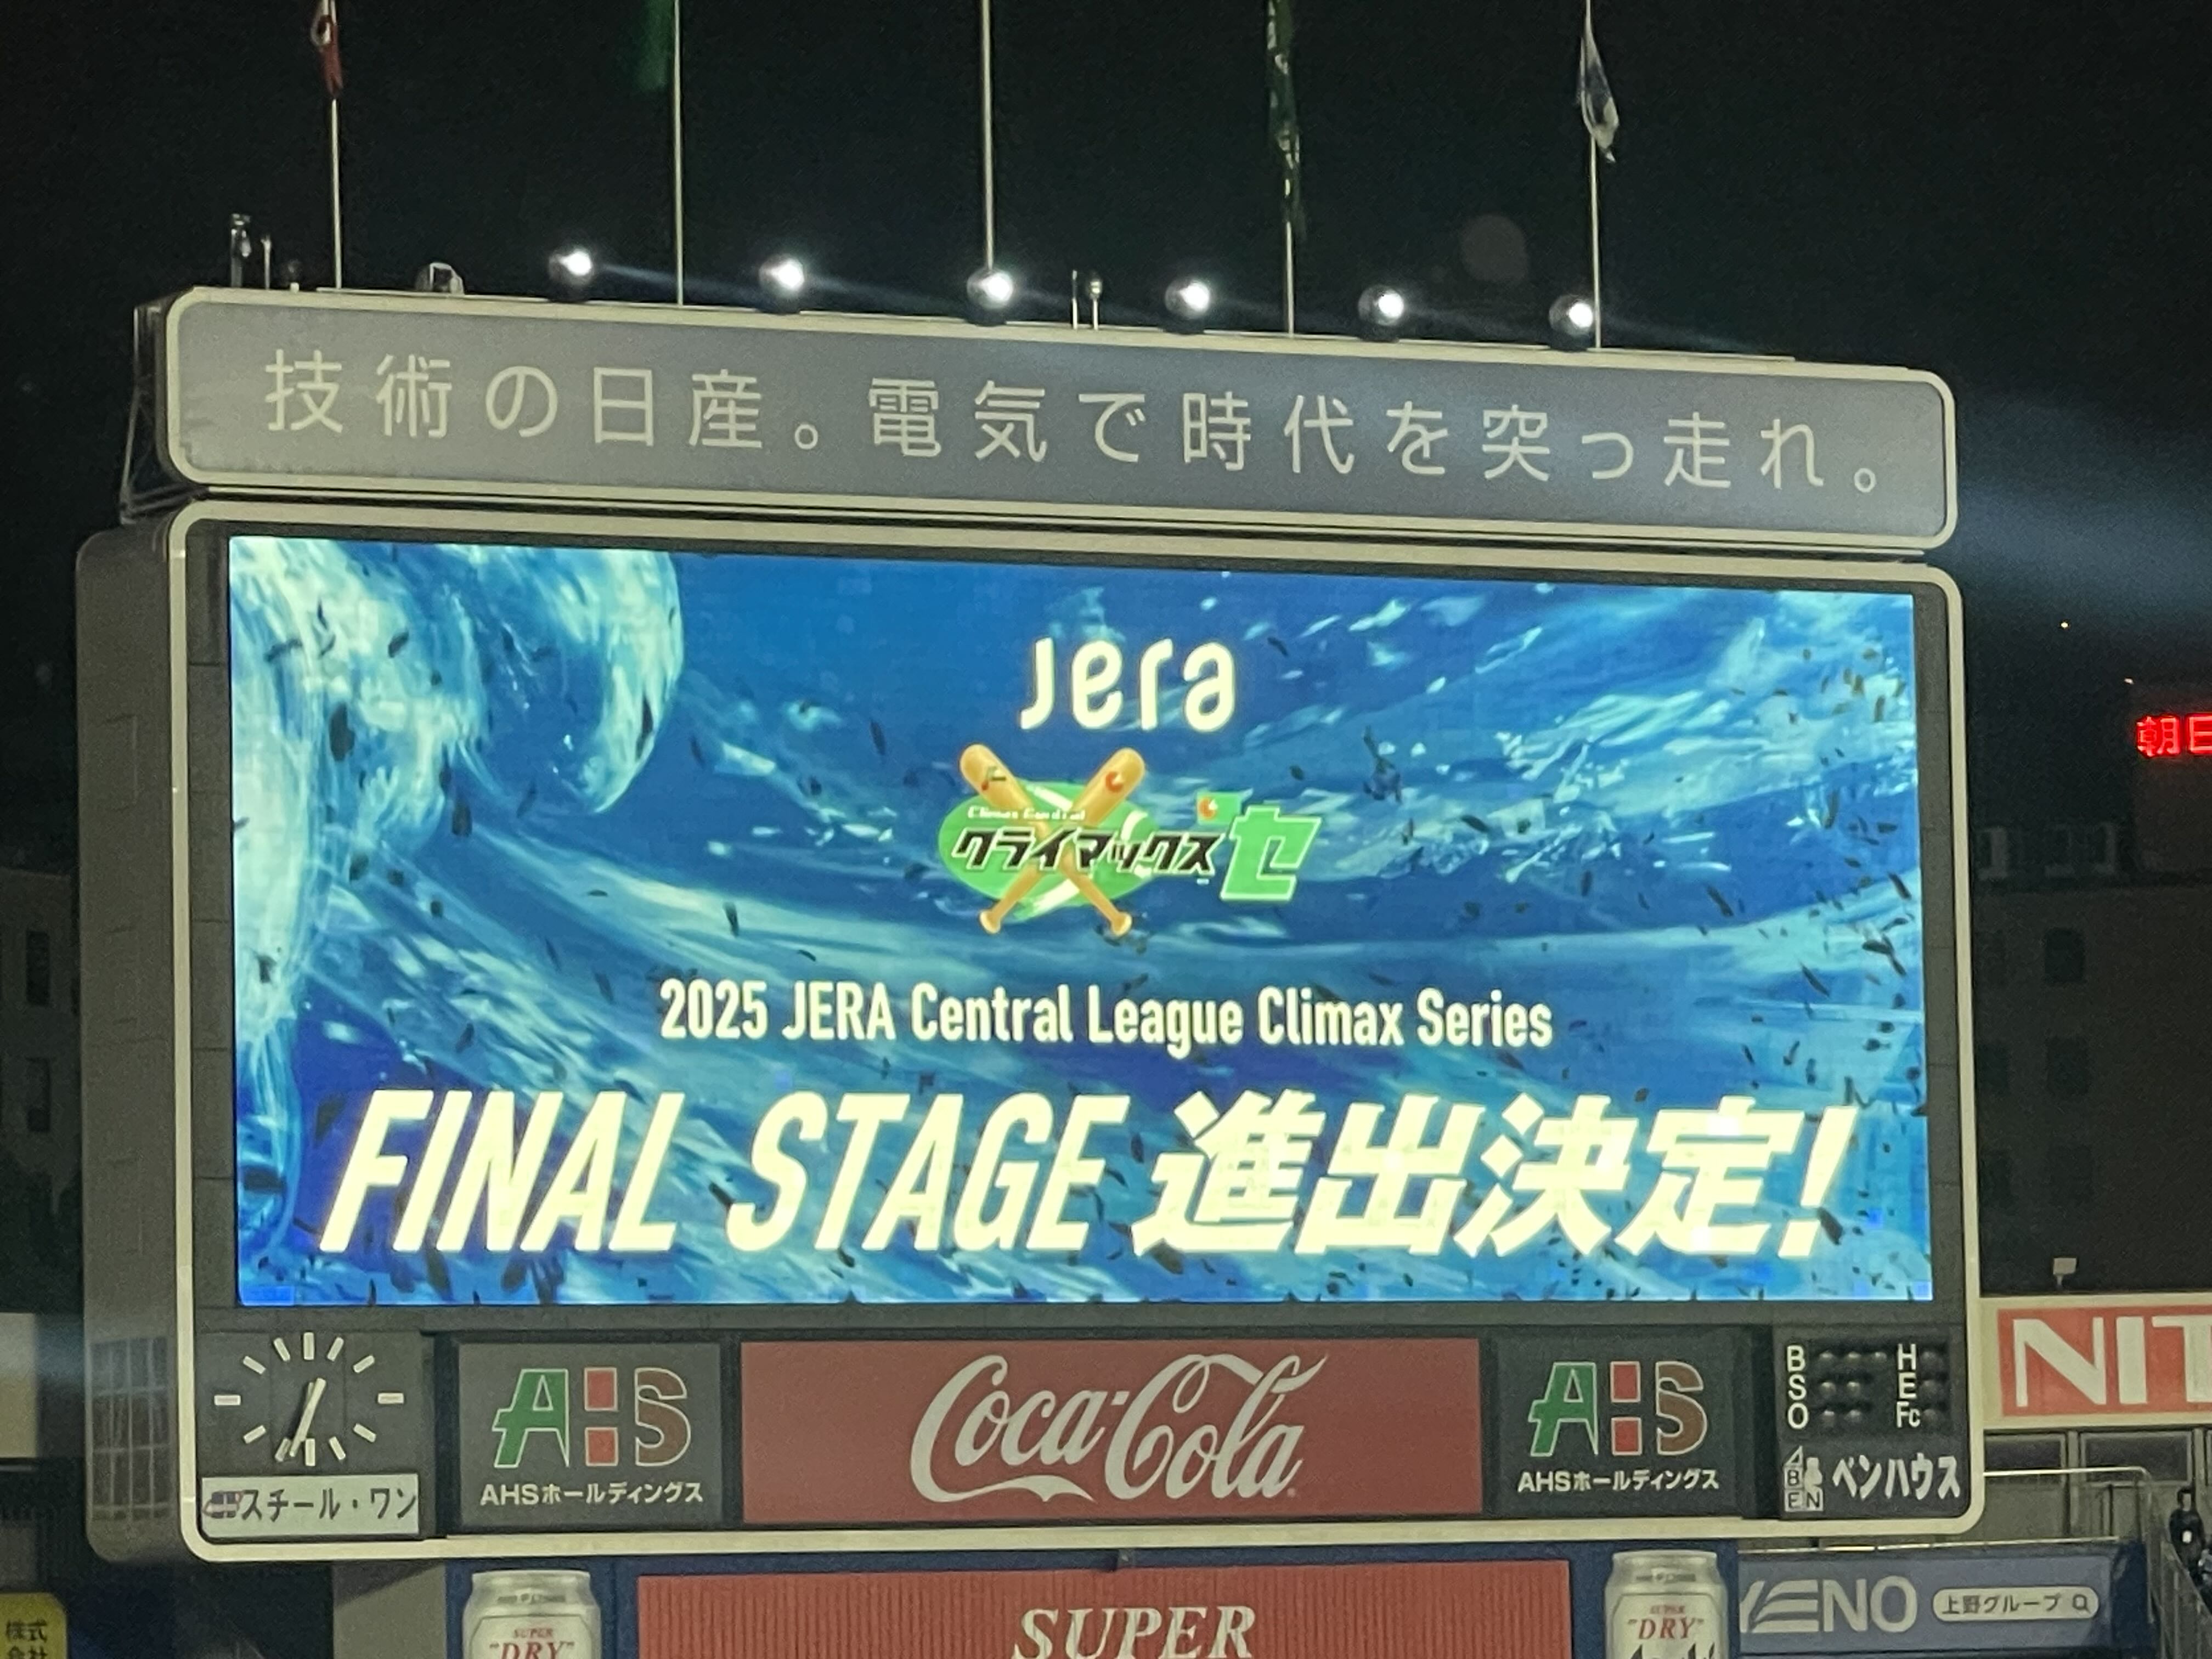 技術の日産。電気で時代を突っ走れ。
朝日
Jera
Climax Central
クライマックス セ
2025 JERA Central League Climax Series
FINAL STAGE 進出決定!
NIT
B H
S E
O Fc
AHS
AHSホールディングス
Coca-Cola
AHS
AHSホールディングス
スチール・ワン
BEN ベンハウス
株式
会社
SUPER
"DRY"
SUPER
SUPER
"DRY"
YENO
上野グループ